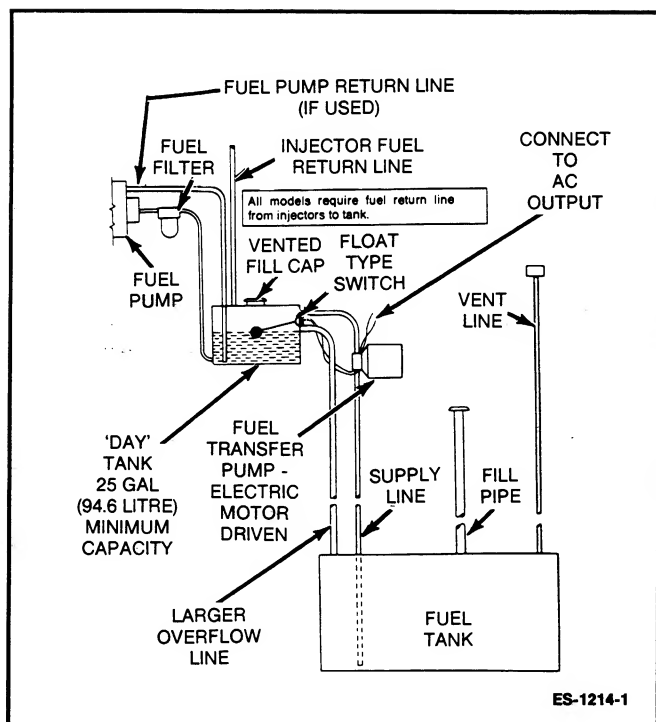 FUEL PUMP RETURN LINE
(IF USED)
FUEL
FILTER
INJECTOR FUEL
RETURN LINE
CONNECT
TO
AC
OUTPUT
All models require fuel return line
from injectors to tank.
VENTED
FILL CAP
FLOAT
TYPE
SWITCH
FUEL
PUMP
VENT
LINE
'DAY'
TANK
25 GAL
(94.6 LITRE)
MINIMUM
CAPACITY
FUEL
TRANSFER
PUMP -
ELECTRIC
MOTOR
DRIVEN
SUPPLY
LINE
FILL
PIPE
LARGER
OVERFLOW
LINE
FUEL
TANK
ES-1214-1